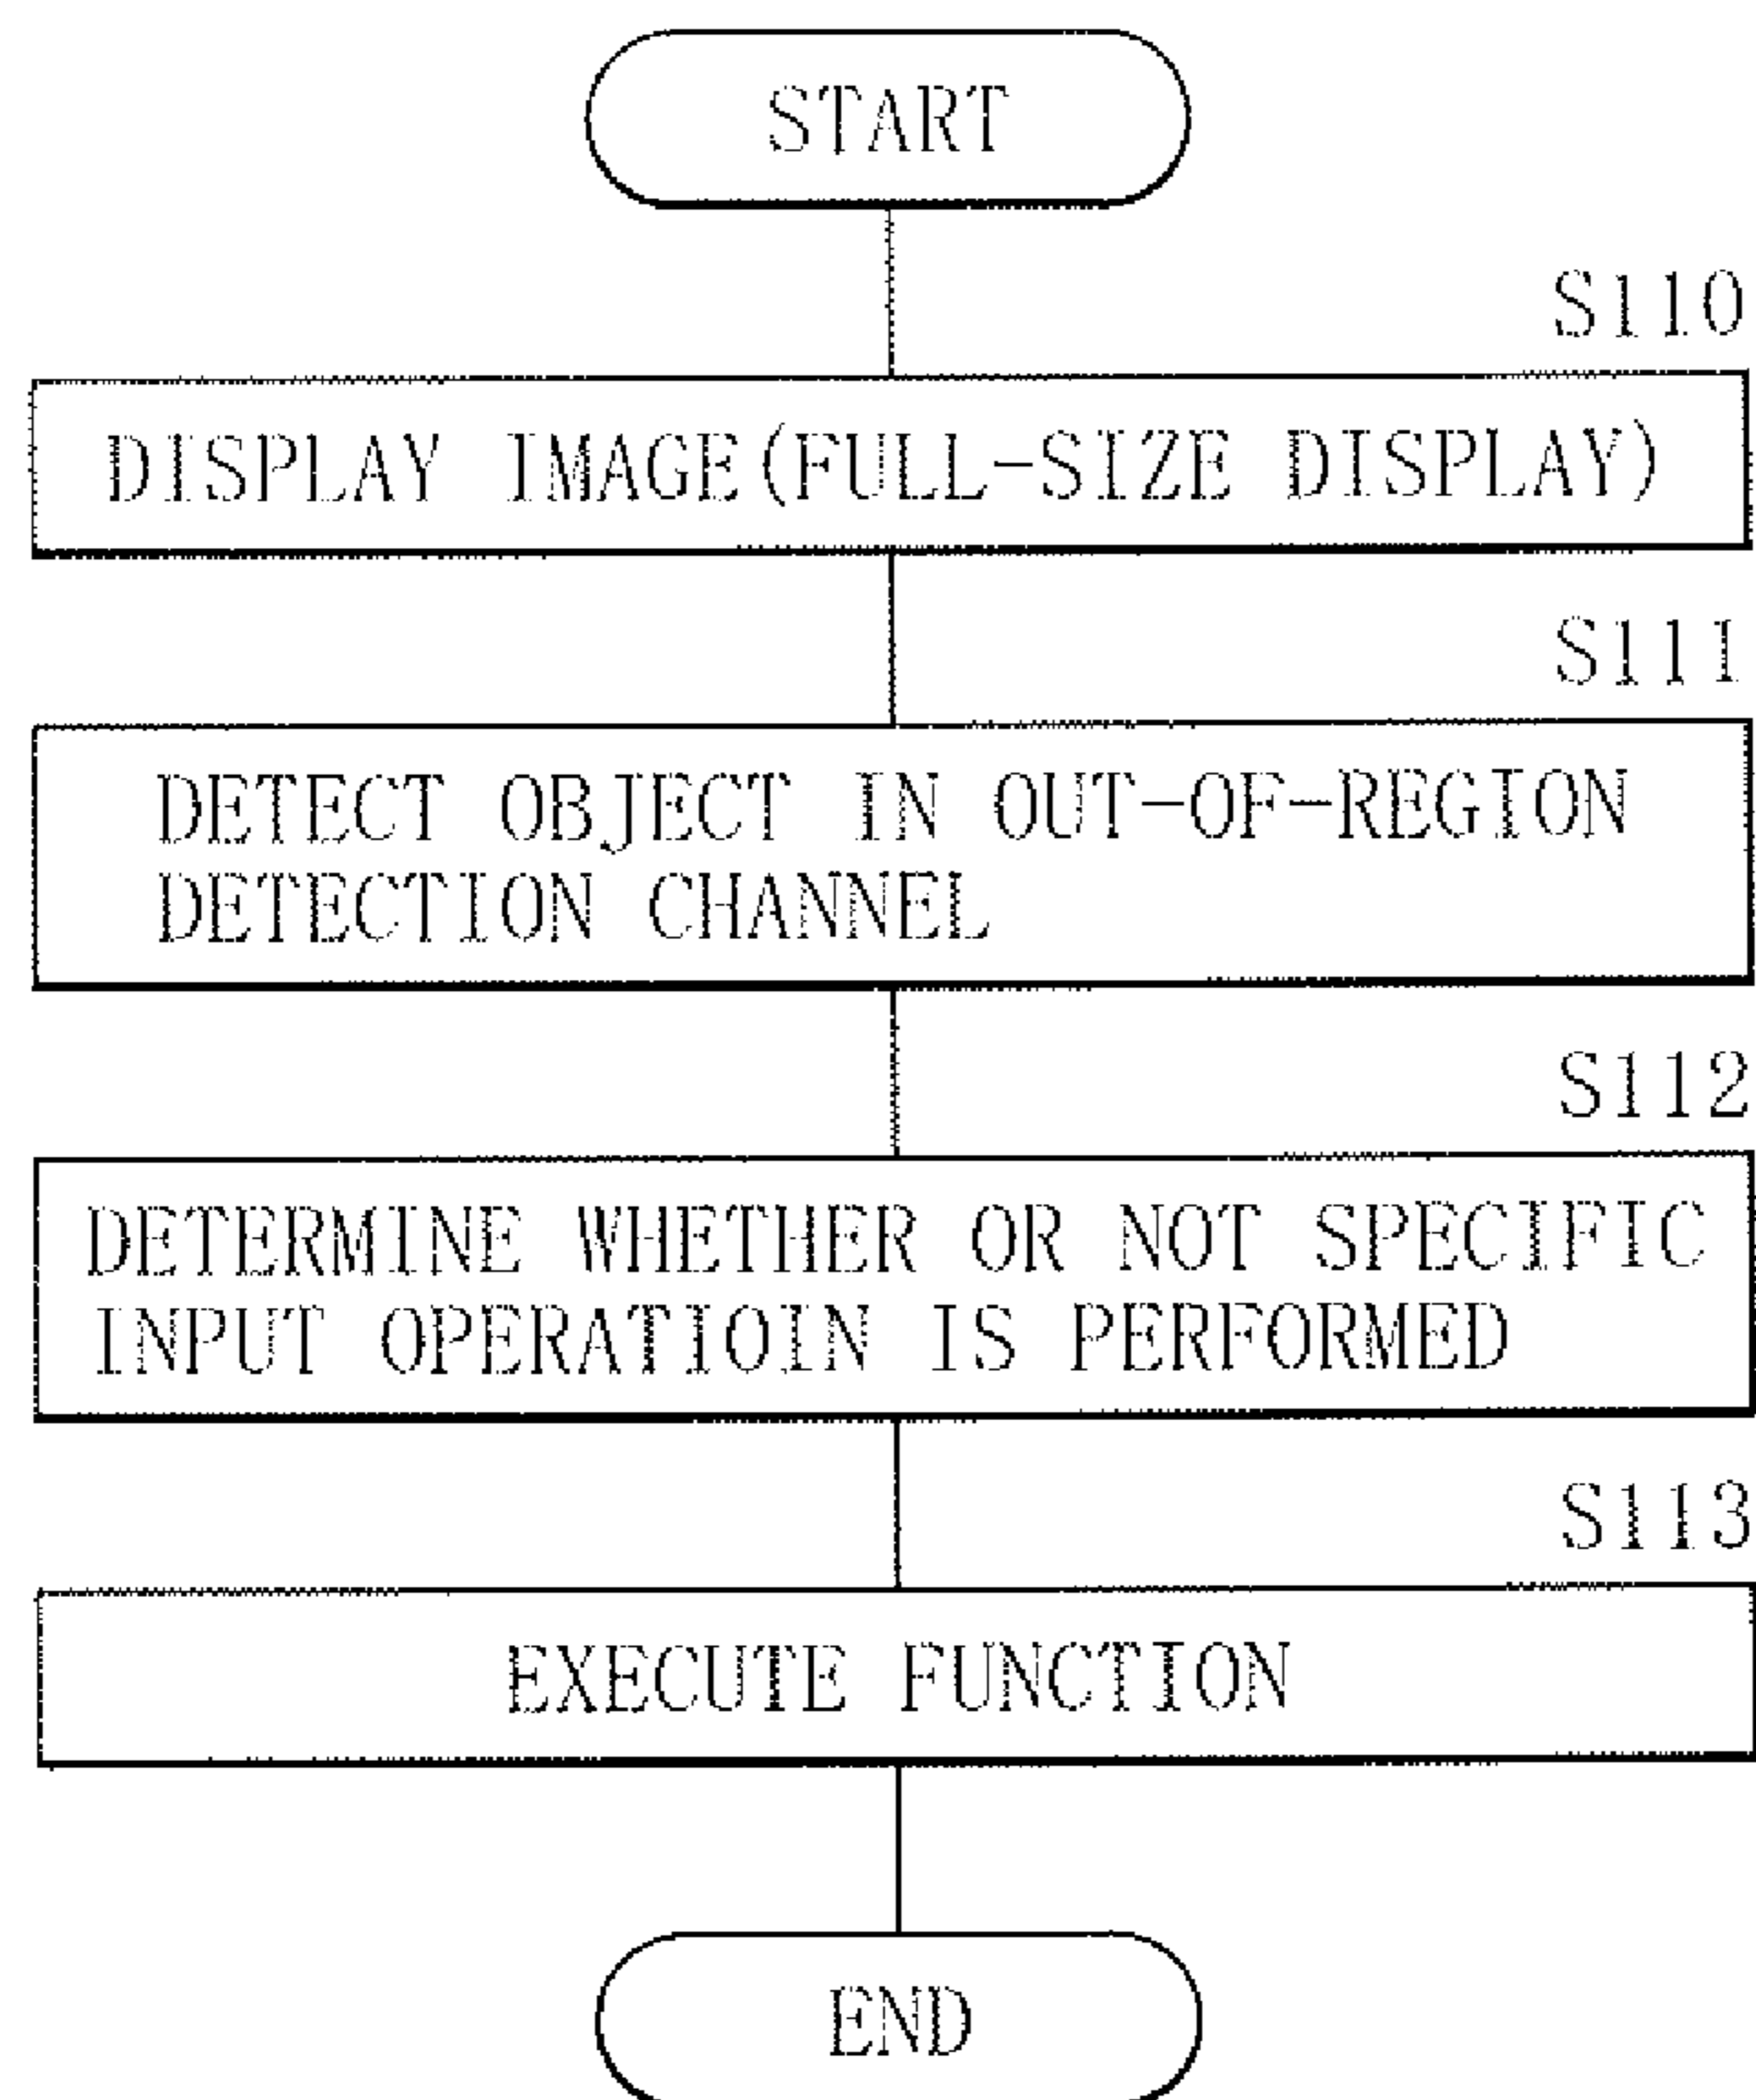 START
S110
DISPLAY IMAGE(FULL-SIZE DISPLAY)
S111
DETECT OBJECT IN OUT-OF-REGION
DETECTION CHANNEL
S112
DETERMINE WHETHER OR NOT SPECIFIC
INPUT OPERATIOIN IS PERFORMED
S113
EXECUTE FUNCTION
END